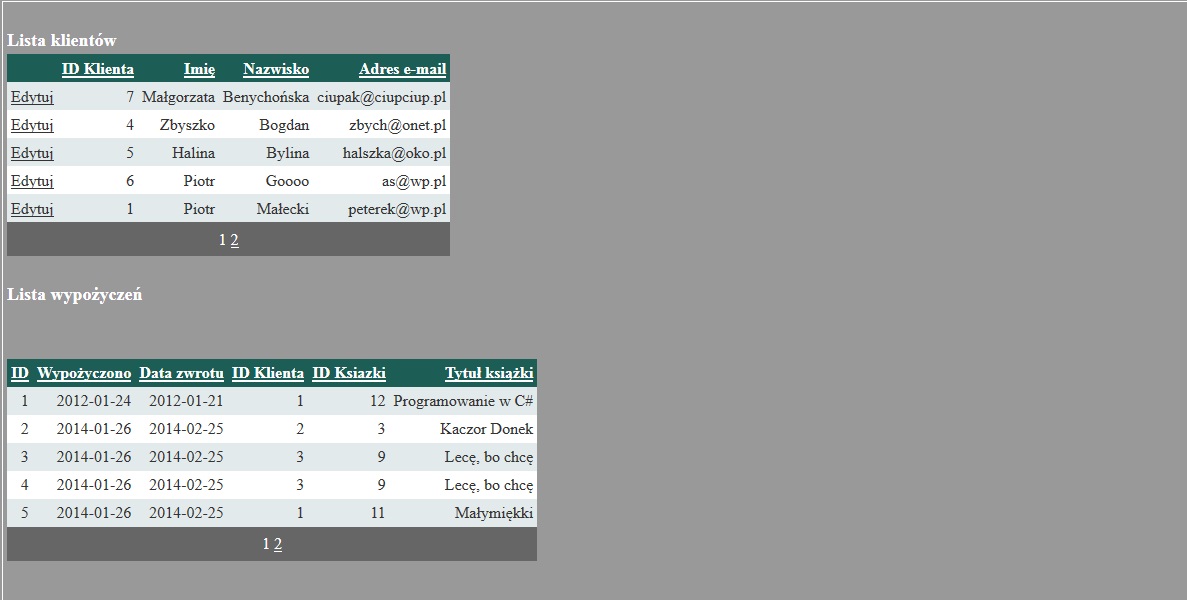 Lista klientów
ID Klienta Imię Nazwisko Adres e-mail
Edytuj 7 Małgorzata Benychońska ciupak@ciupciup.pl
Edytuj 4 Zbyszko Bogdan zbych@onet.pl
Edytuj 5 Halina Bylina halszka@oko.pl
Edytuj 6 Piotr Goooo as@wp.pl
Edytuj 1 Piotr Małecki peterek@wp.pl
1 2
Lista wypożyczeń
ID Wypożyczono Data zwrotu ID Klienta ID Ksiazki Tytuł książki
1 2012-01-24 2012-01-21 1 12 Programowanie w C#
2 2014-01-26 2014-02-25 2 3 Kaczor Donek
3 2014-01-26 2014-02-25 3 9 Lecę, bo chcę
4 2014-01-26 2014-02-25 3 9 Lecę, bo chcę
5 2014-01-26 2014-02-25 1 11 Małymiękki
1 2